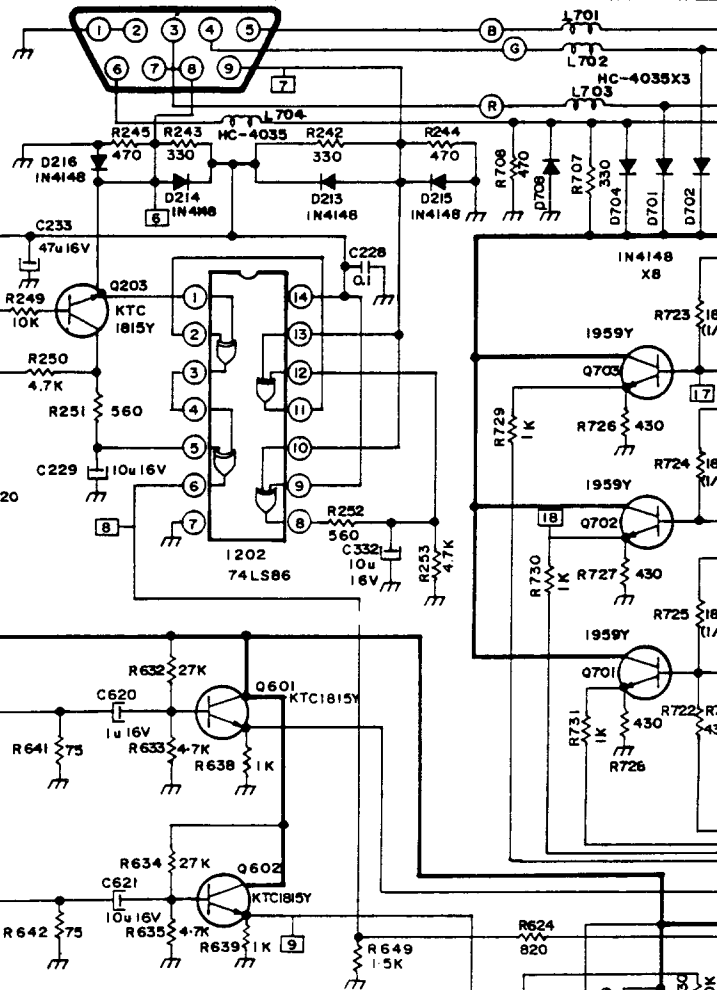 L701
1 2 3 4 5
B
G
L702
6 7 8 9
HC-4035X3
7
L703
R
L704
HC-4035
R245
470
R243
330
R242
330
R244
470
D216
1N4148
D214
1N4148
D213
1N4148
D215
1N4148
R708
470
D708
R707
330
D704
D701
D702
6
C233
47u16V
C228
0.1
1N4148
X8
R249
10K
Q203
KTC
1815Y
1
14
2
13
3
12
4
11
5
10
6
9
7
8
R250
4.7K
R251
560
C229
10u16V
8
R252
560
C332
10u
16V
R253
4.7K
1202
74LS86
R723
18
1959Y
Q703
17
R729
1K
R726
430
R724
18
20
1959Y
18
Q702
R730
1K
R727
430
R725
18
1959Y
Q701
R731
1K
430
R722
R726
R632
27K
Q601
KTC1815Y
C620
1u16V
R641
75
R633
4.7K
R638
1K
R634
27K
Q602
KTC1815Y
C621
10u16V
R642
75
R635
4.7K
R639
1K
9
R649
1.5K
R624
820